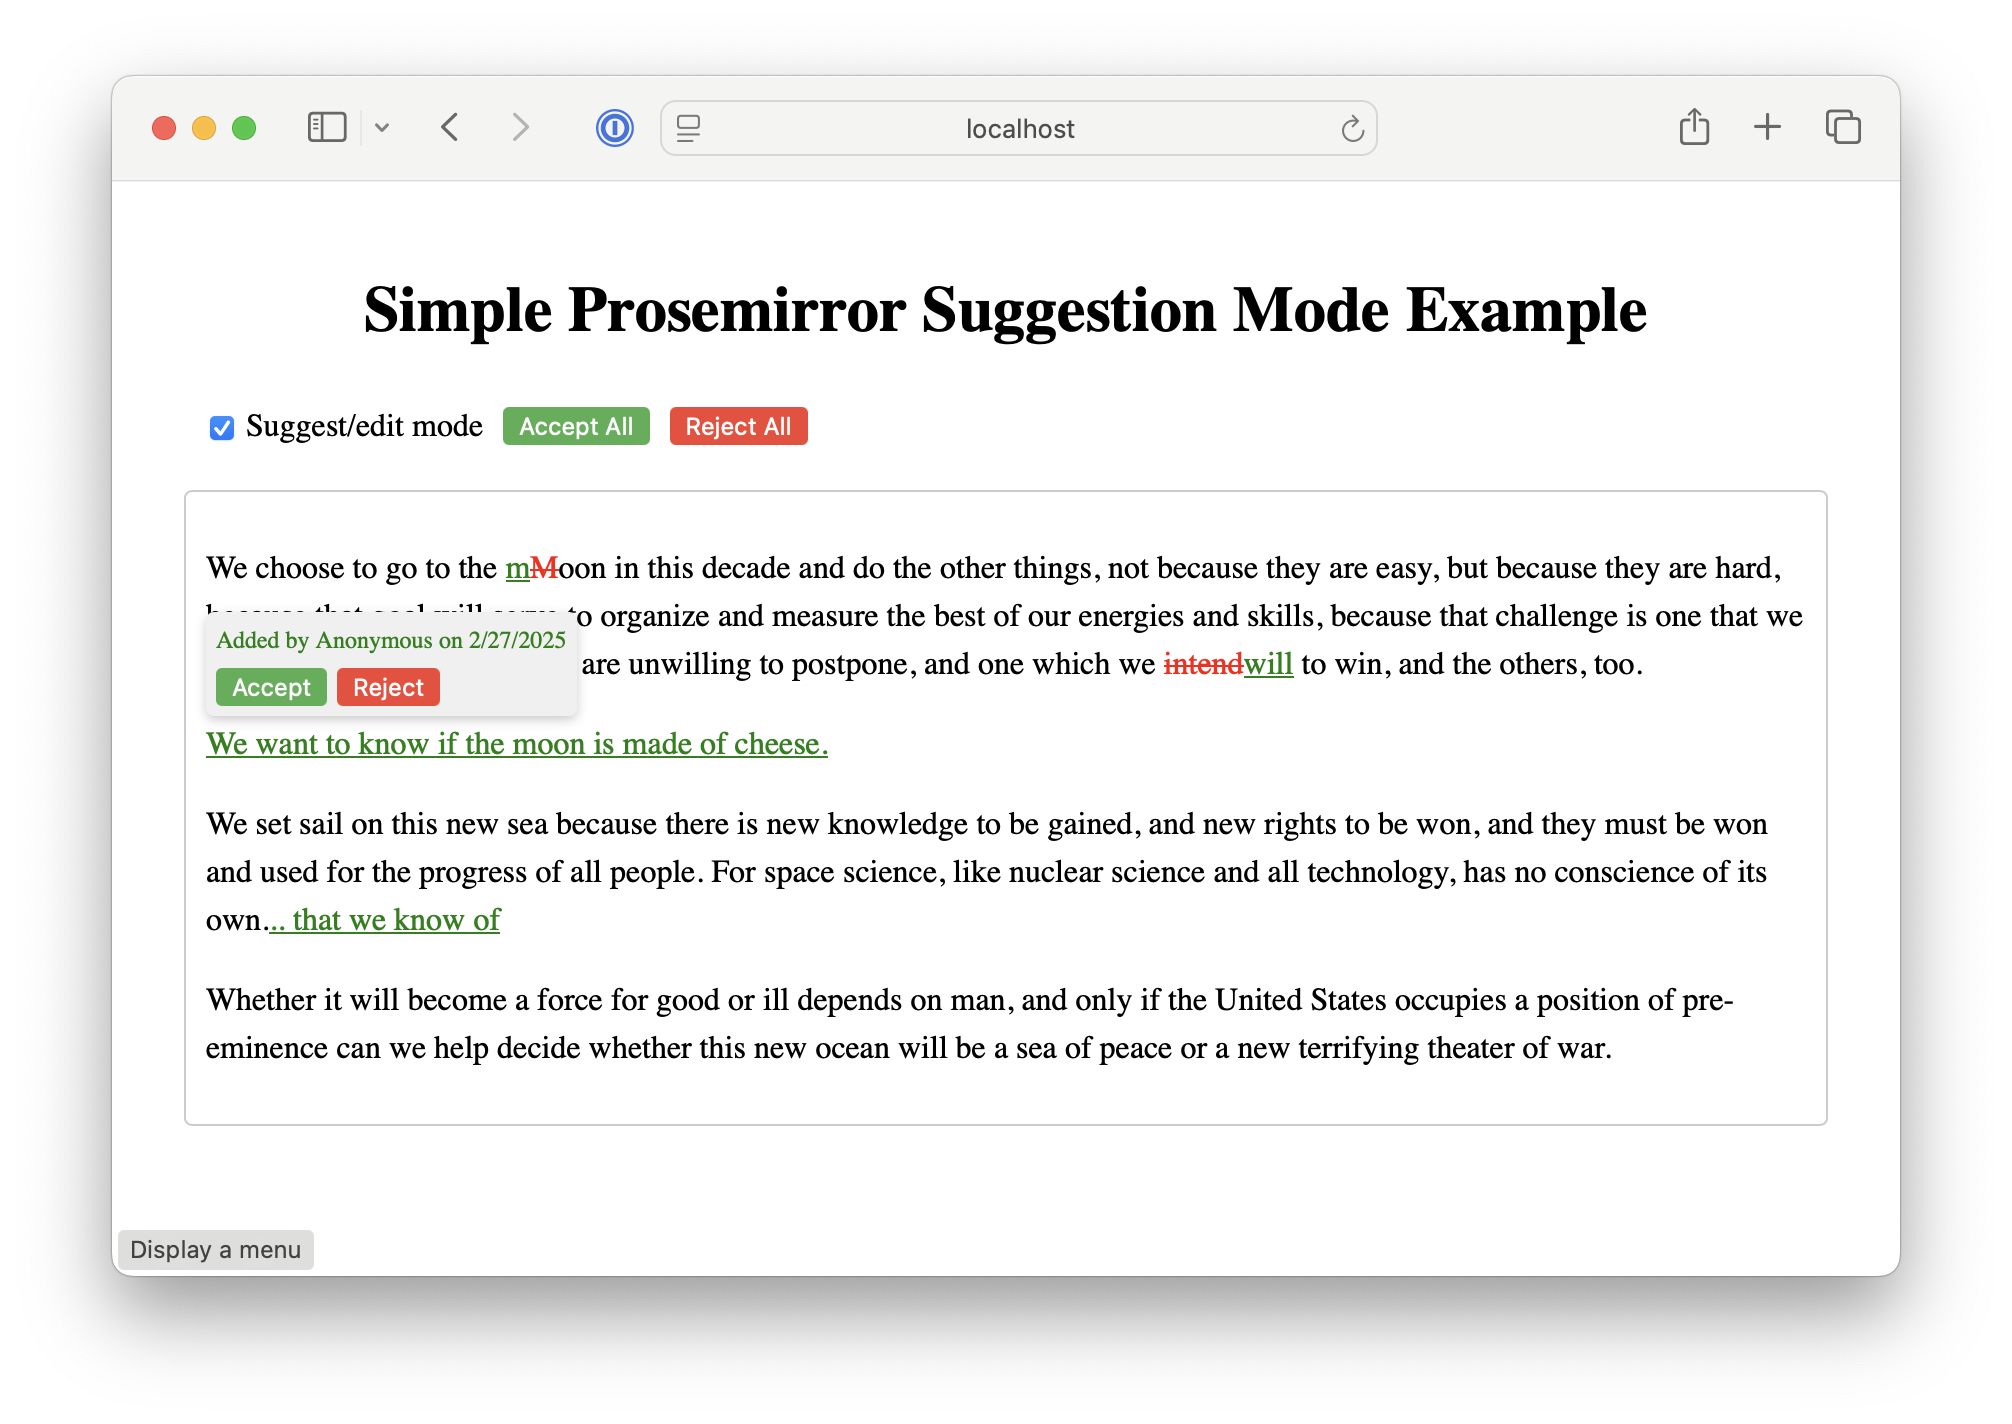 localhost
Simple Prosemirror Suggestion Mode Example
Suggest/edit mode Accept All Reject All
We choose to go to the mMoon in this decade and do the other things, not because they are easy, but because they are hard,
to organize and measure the best of our energies and skills, because that challenge is one that we
Added by Anonymous on 2/27/2025
are unwilling to postpone, and one which we intendwill to win, and the others, too.
Accept Reject
We want to know if the moon is made of cheese.
We set sail on this new sea because there is new knowledge to be gained, and new rights to be won, and they must be won
and used for the progress of all people. For space science, like nuclear science and all technology, has no conscience of its
own... that we know of
Whether it will become a force for good or ill depends on man, and only if the United States occupies a position of pre-
eminence can we help decide whether this new ocean will be a sea of peace or a new terrifying theater of war.
Display a menu